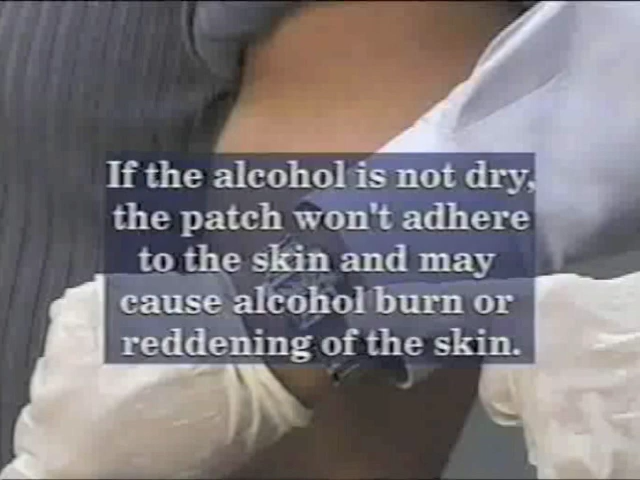 If the alcohol is not dry,
the patch won't adhere
to the skin and may
cause alcohol burn or
reddening of the skin.